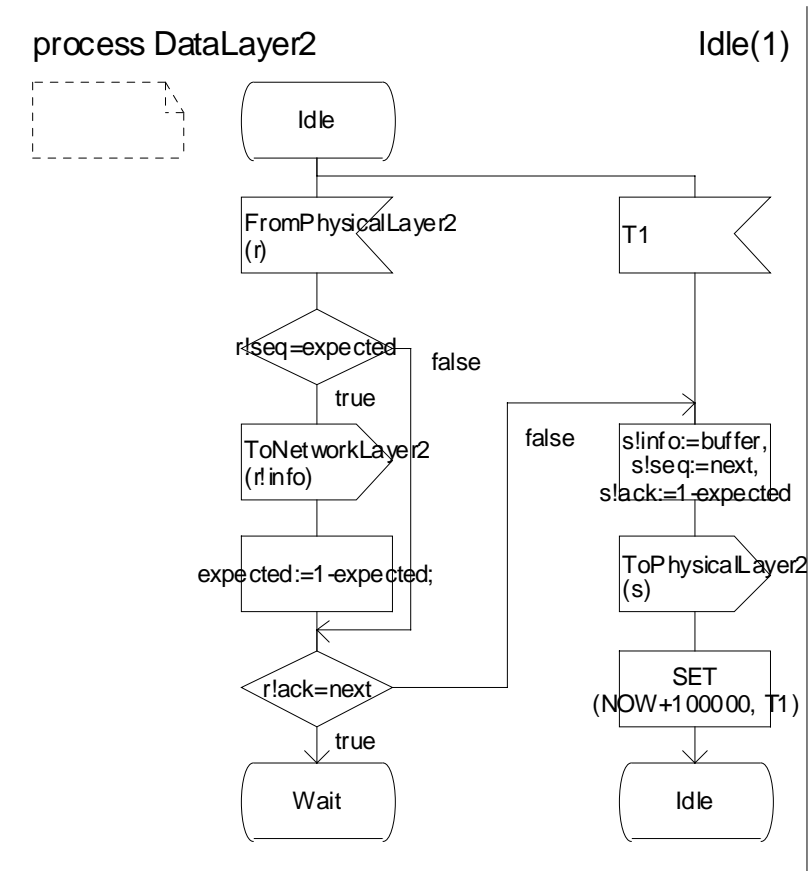 process DataLayer2
Idle(1)
Idle
FromPhysicalLayer2
(r)
T1
r!seq=expected
false
true
ToNetworkLayer2
(r!info)
false
s!info:=buffer,
s!seq:=next,
s!ack:=1-expected
expected:=1-expected;
ToPhysicalLayer2
(s)
r!ack=next
SET
(NOW+100000, T1)
true
Wait
Idle